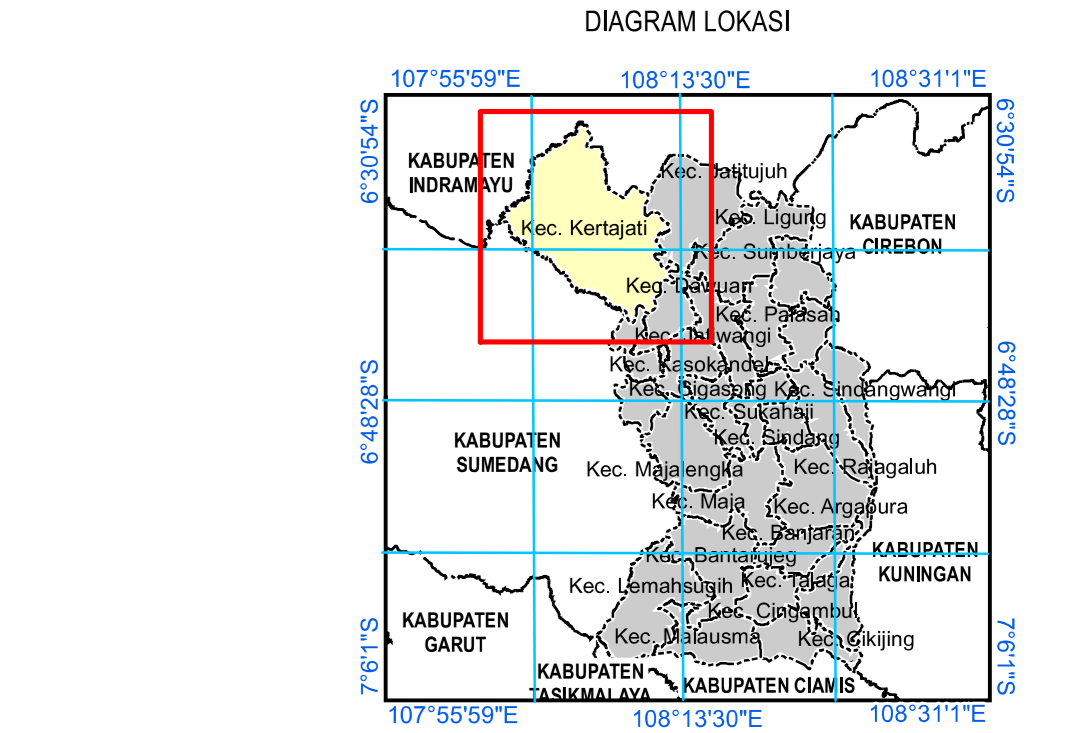 DIAGRAM LOKASI
107°55'59"E
108°13'30"E
108°31'1"E
6°30'54"S
6°30'54"S
KABUPATEN
INDRAMAYU
Kec. Jatitujuh
Kec. Kertajati
Kec. Ligung
KABUPATEN
CIREBON
Kec. Sumberjaya
Kec. Dawuan
Kec. Palasah
Kec. Jatiwangi
Kec. Kasokandel
Kec. Sigasong
Kec. Sindangwangi
6°48'28"S
6°48'28"S
Kec. Sukahaji
Kec. Sindang
KABUPATEN
SUMEDANG
Kec. Majalengka
Kec. Rajagaluh
Kec. Maja
Kec. Argapura
Kec. Banjaran
KABUPATEN
KUNINGAN
Kec. Bantarujeg
Kec. Lemahsugih
Kec. Talaga
Kec. Cingambul
KABUPATEN
GARUT
Kec. Malausma
Kec. Cikijing
7°6'1"S
7°6'1"S
KABUPATEN
TASIKMALAYA
KABUPATEN CIAMIS
107°55'59"E
108°13'30"E
108°31'1"E